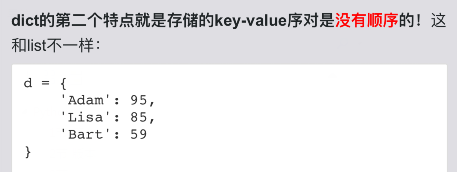 dict的第二个特点就是存储的key-value序对是没有顺序的！这
和list不一样：
d = {
    'Adam': 95,
    'Lisa': 85,
    'Bart': 59
}